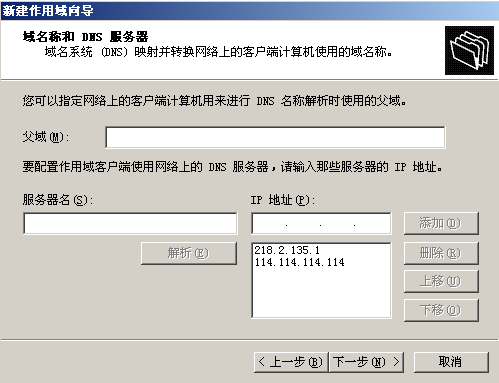 新建作用域向导
域名称和 DNS 服务器
域名系统 (DNS) 映射并转换网络上的客户端计算机使用的域名称。
您可以指定网络上的客户端计算机用来进行 DNS 名称解析时使用的父域。
父域(M):
要配置作用域客户端使用网络上的 DNS 服务器，请输入那些服务器的 IP 地址。
服务器名(S): IP 地址(P):
. . . 添加(D)
解析(E) 218.2.135.1 删除(R)
114.114.114.114
上移(U)
下移(O)
< 上一步(B) 下一步(N) > 取消